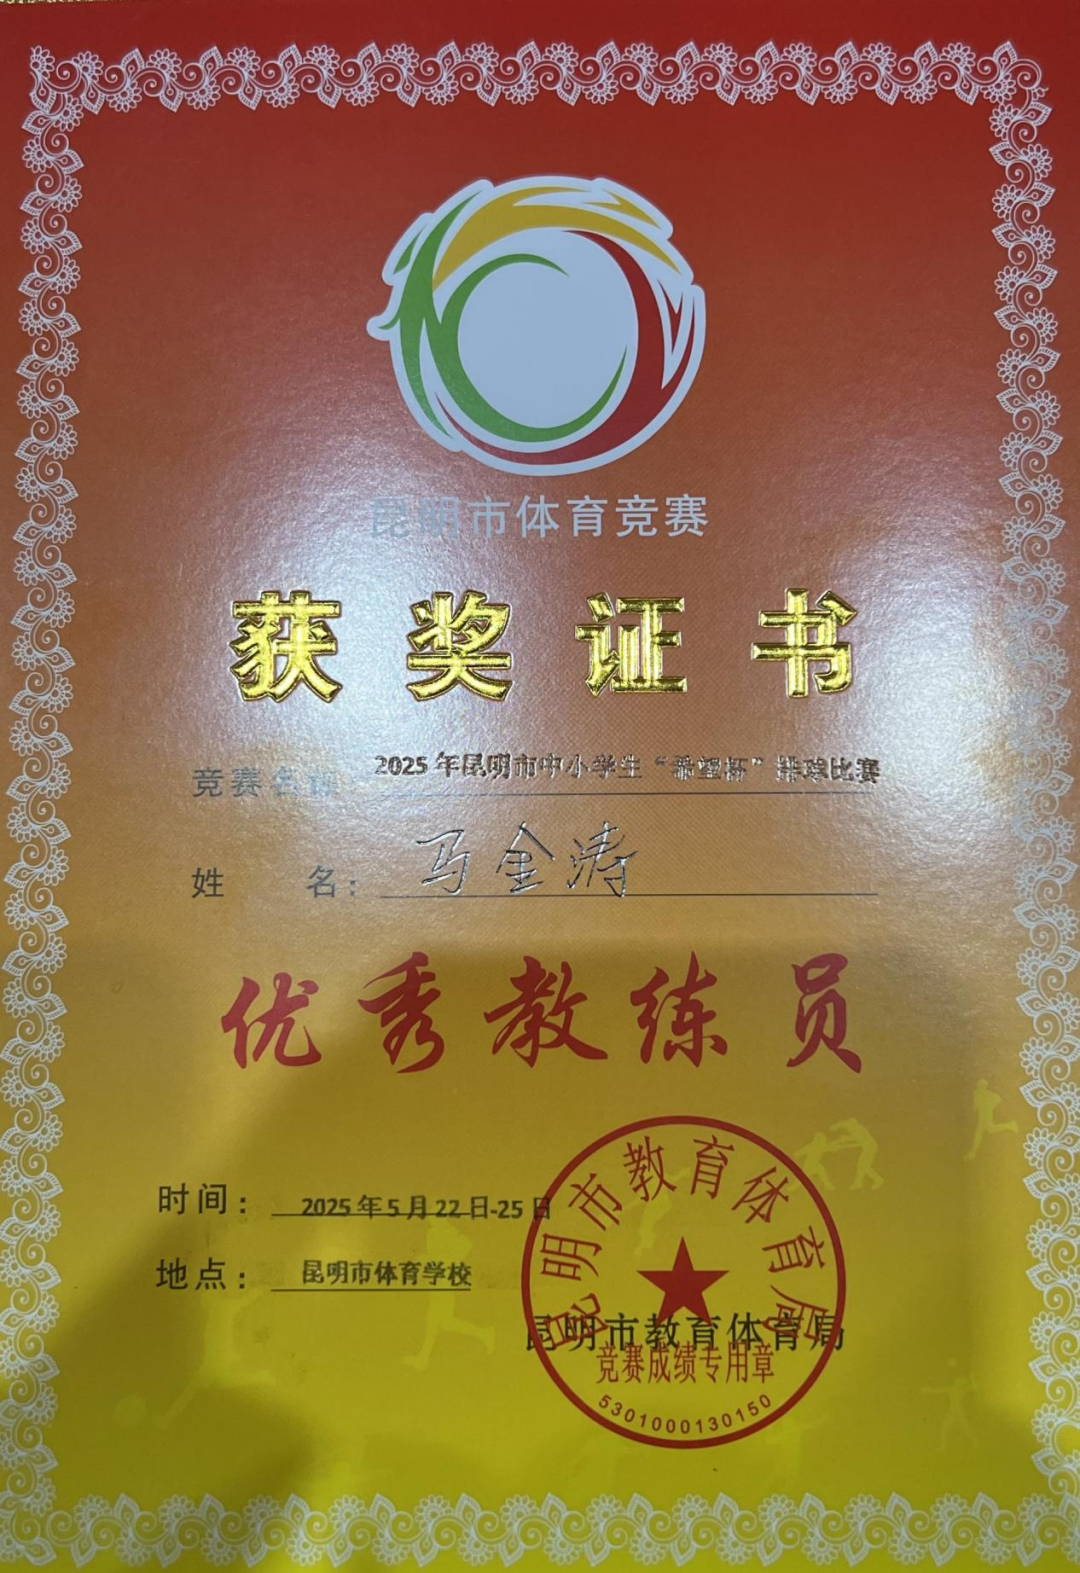 昆明市体育竞赛
获奖证书
竞赛名称 2025年昆明市中小学生“希望杯”排球比赛
姓 名： 马金涛
优秀教练员
时间： 2025年5月22日-25日
地点： 昆明市体育学校
昆明市教育体育局
昆明市教育体育局
竞赛成绩专用章
5301000130150